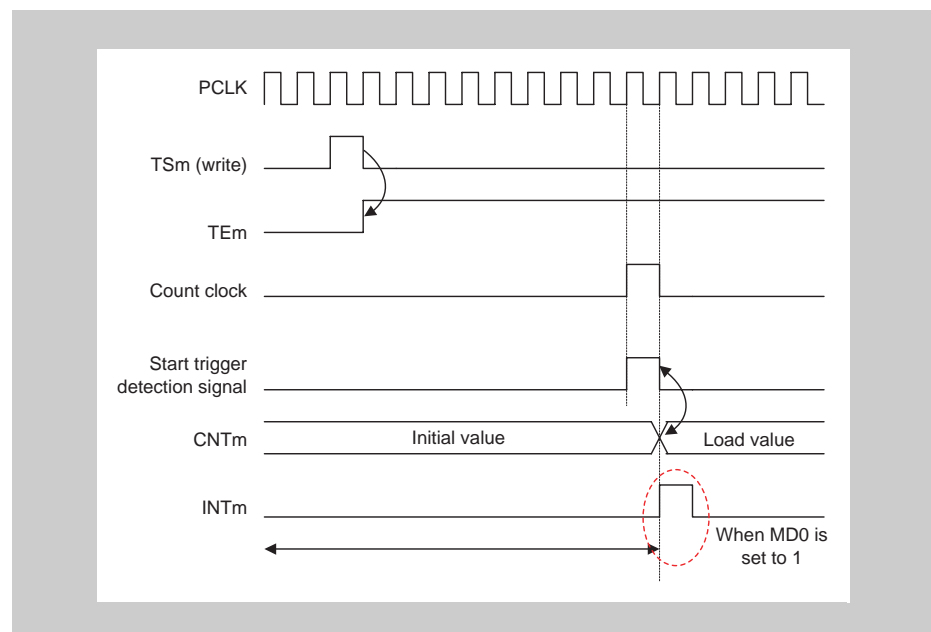 PCLK
TSm (write)
TEm
Count clock
Start trigger
detection signal
CNTm
Initial value
Load value
INTm
When MD0 is
set to 1